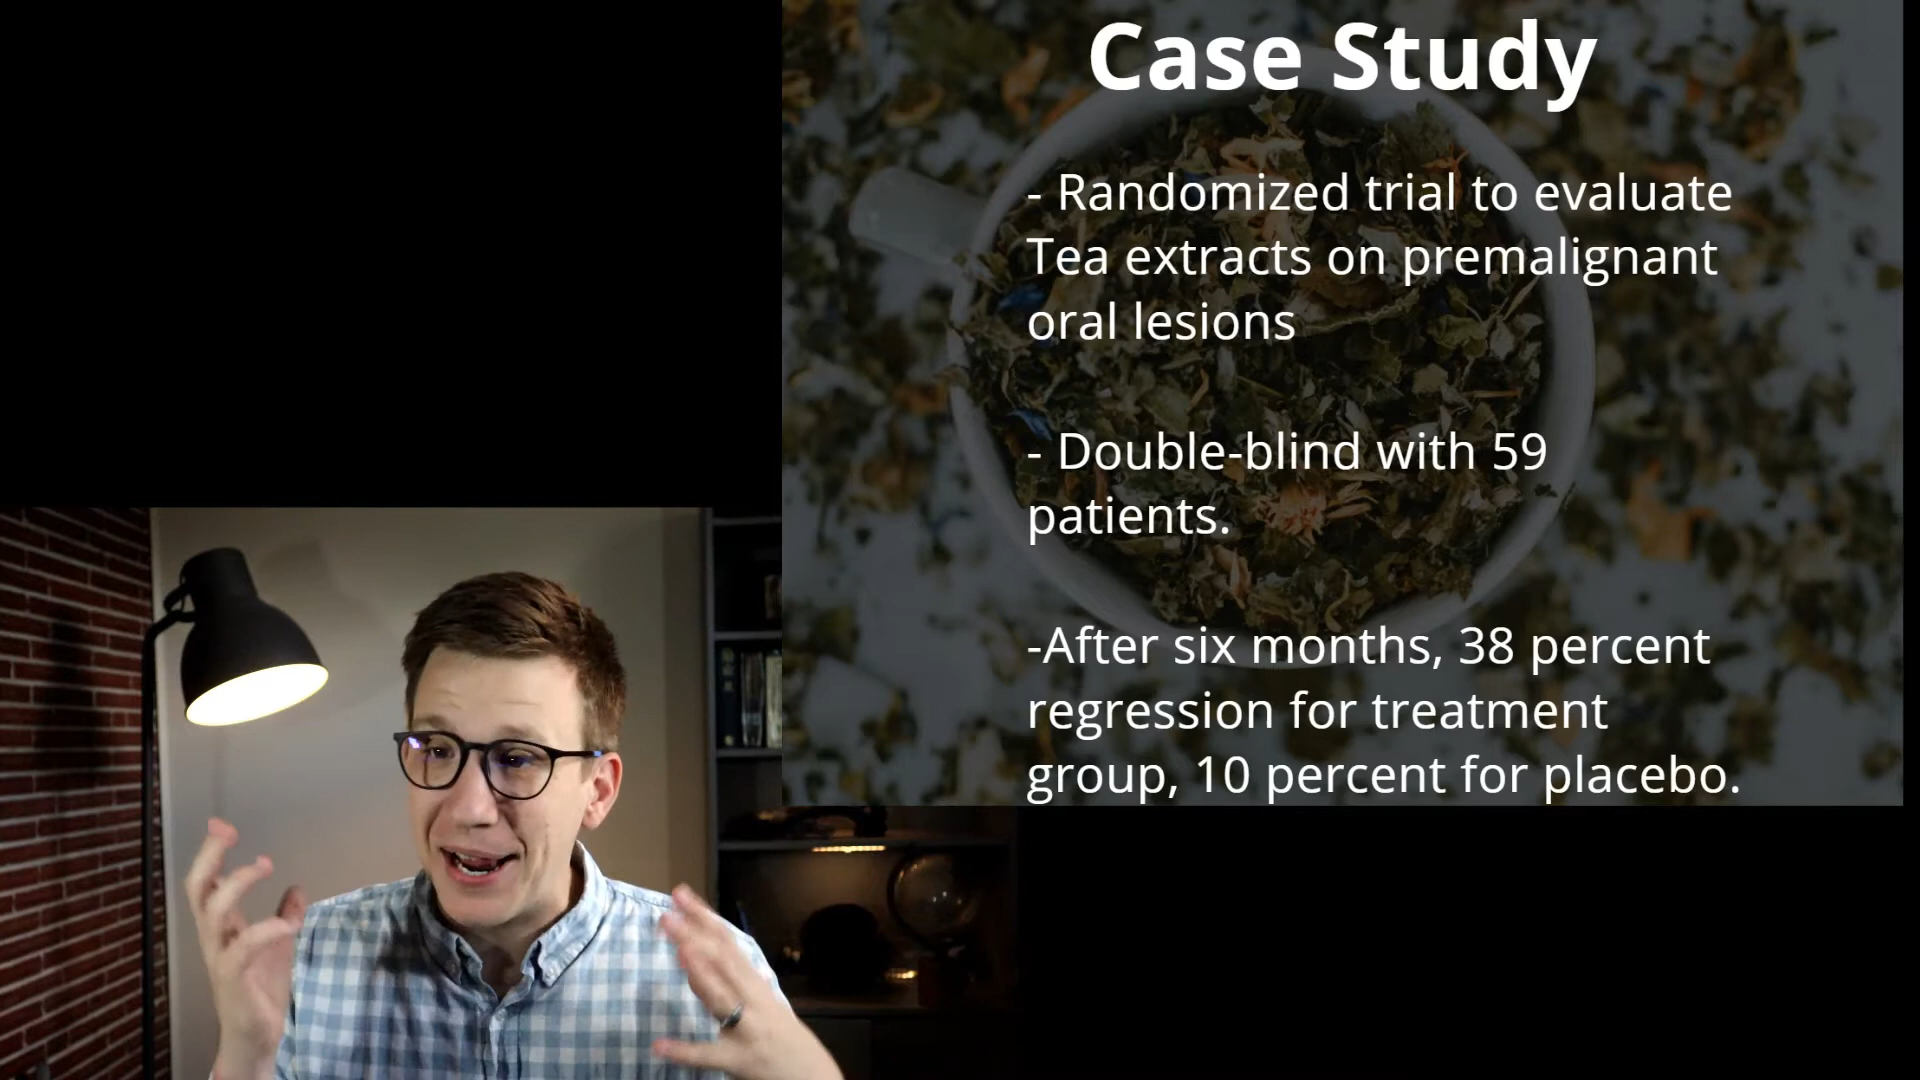 Case Study
- Randomized trial to evaluate
Tea extracts on premalignant
oral lesions
- Double-blind with 59
patients.
-After six months, 38 percent
regression for treatment
group, 10 percent for placebo.